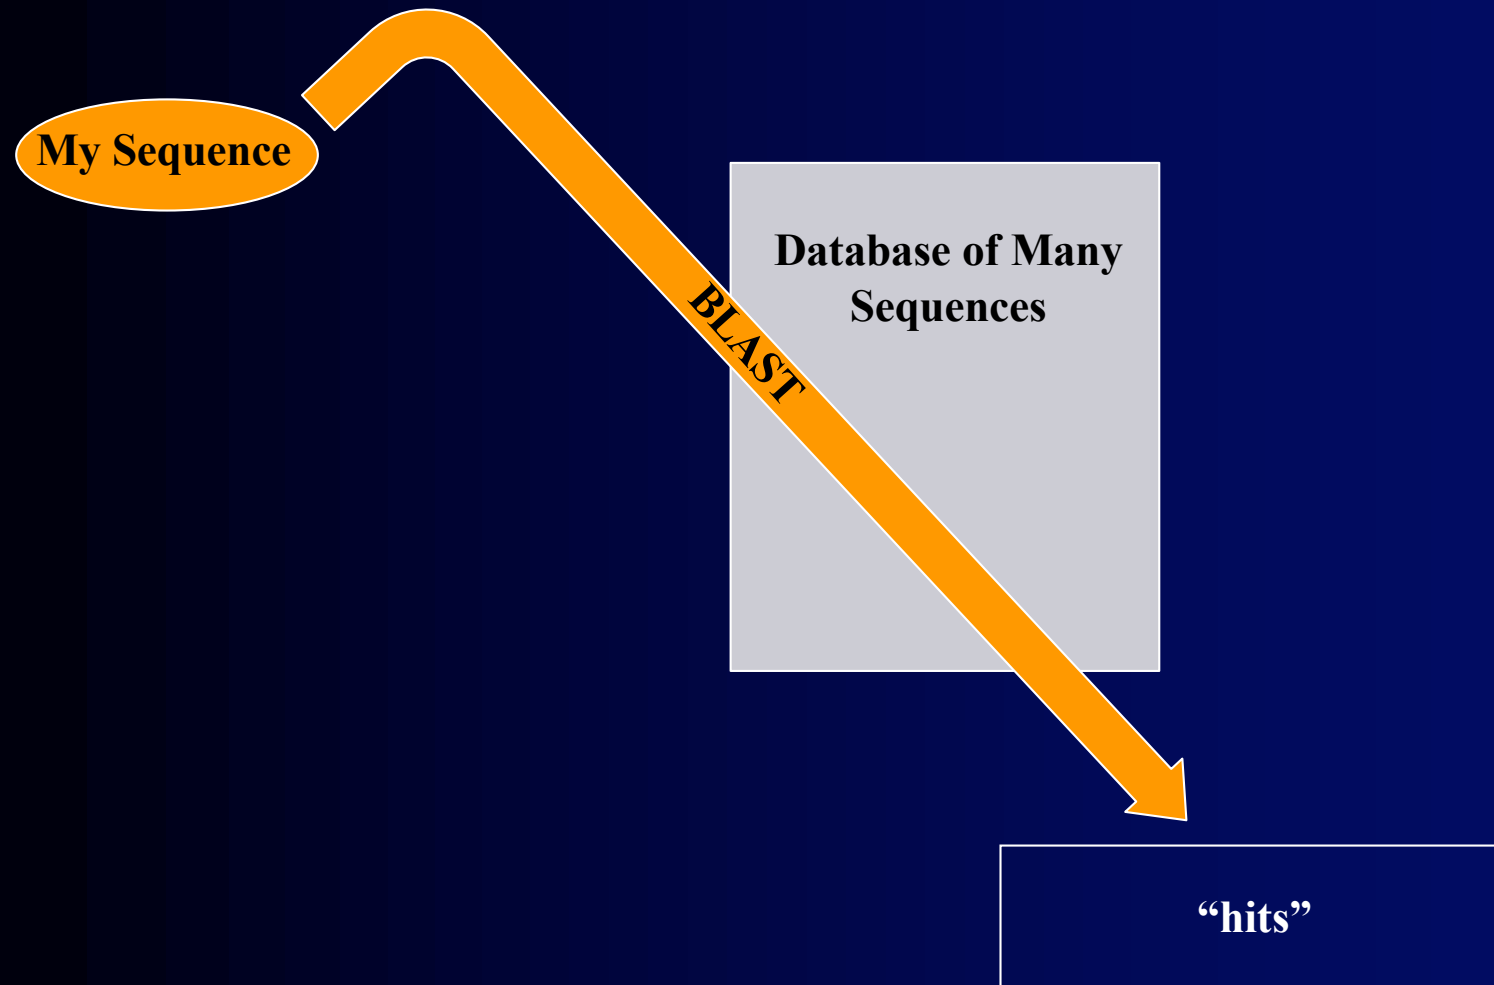 My Sequence
Database of Many
Sequences
BLAST
“hits”